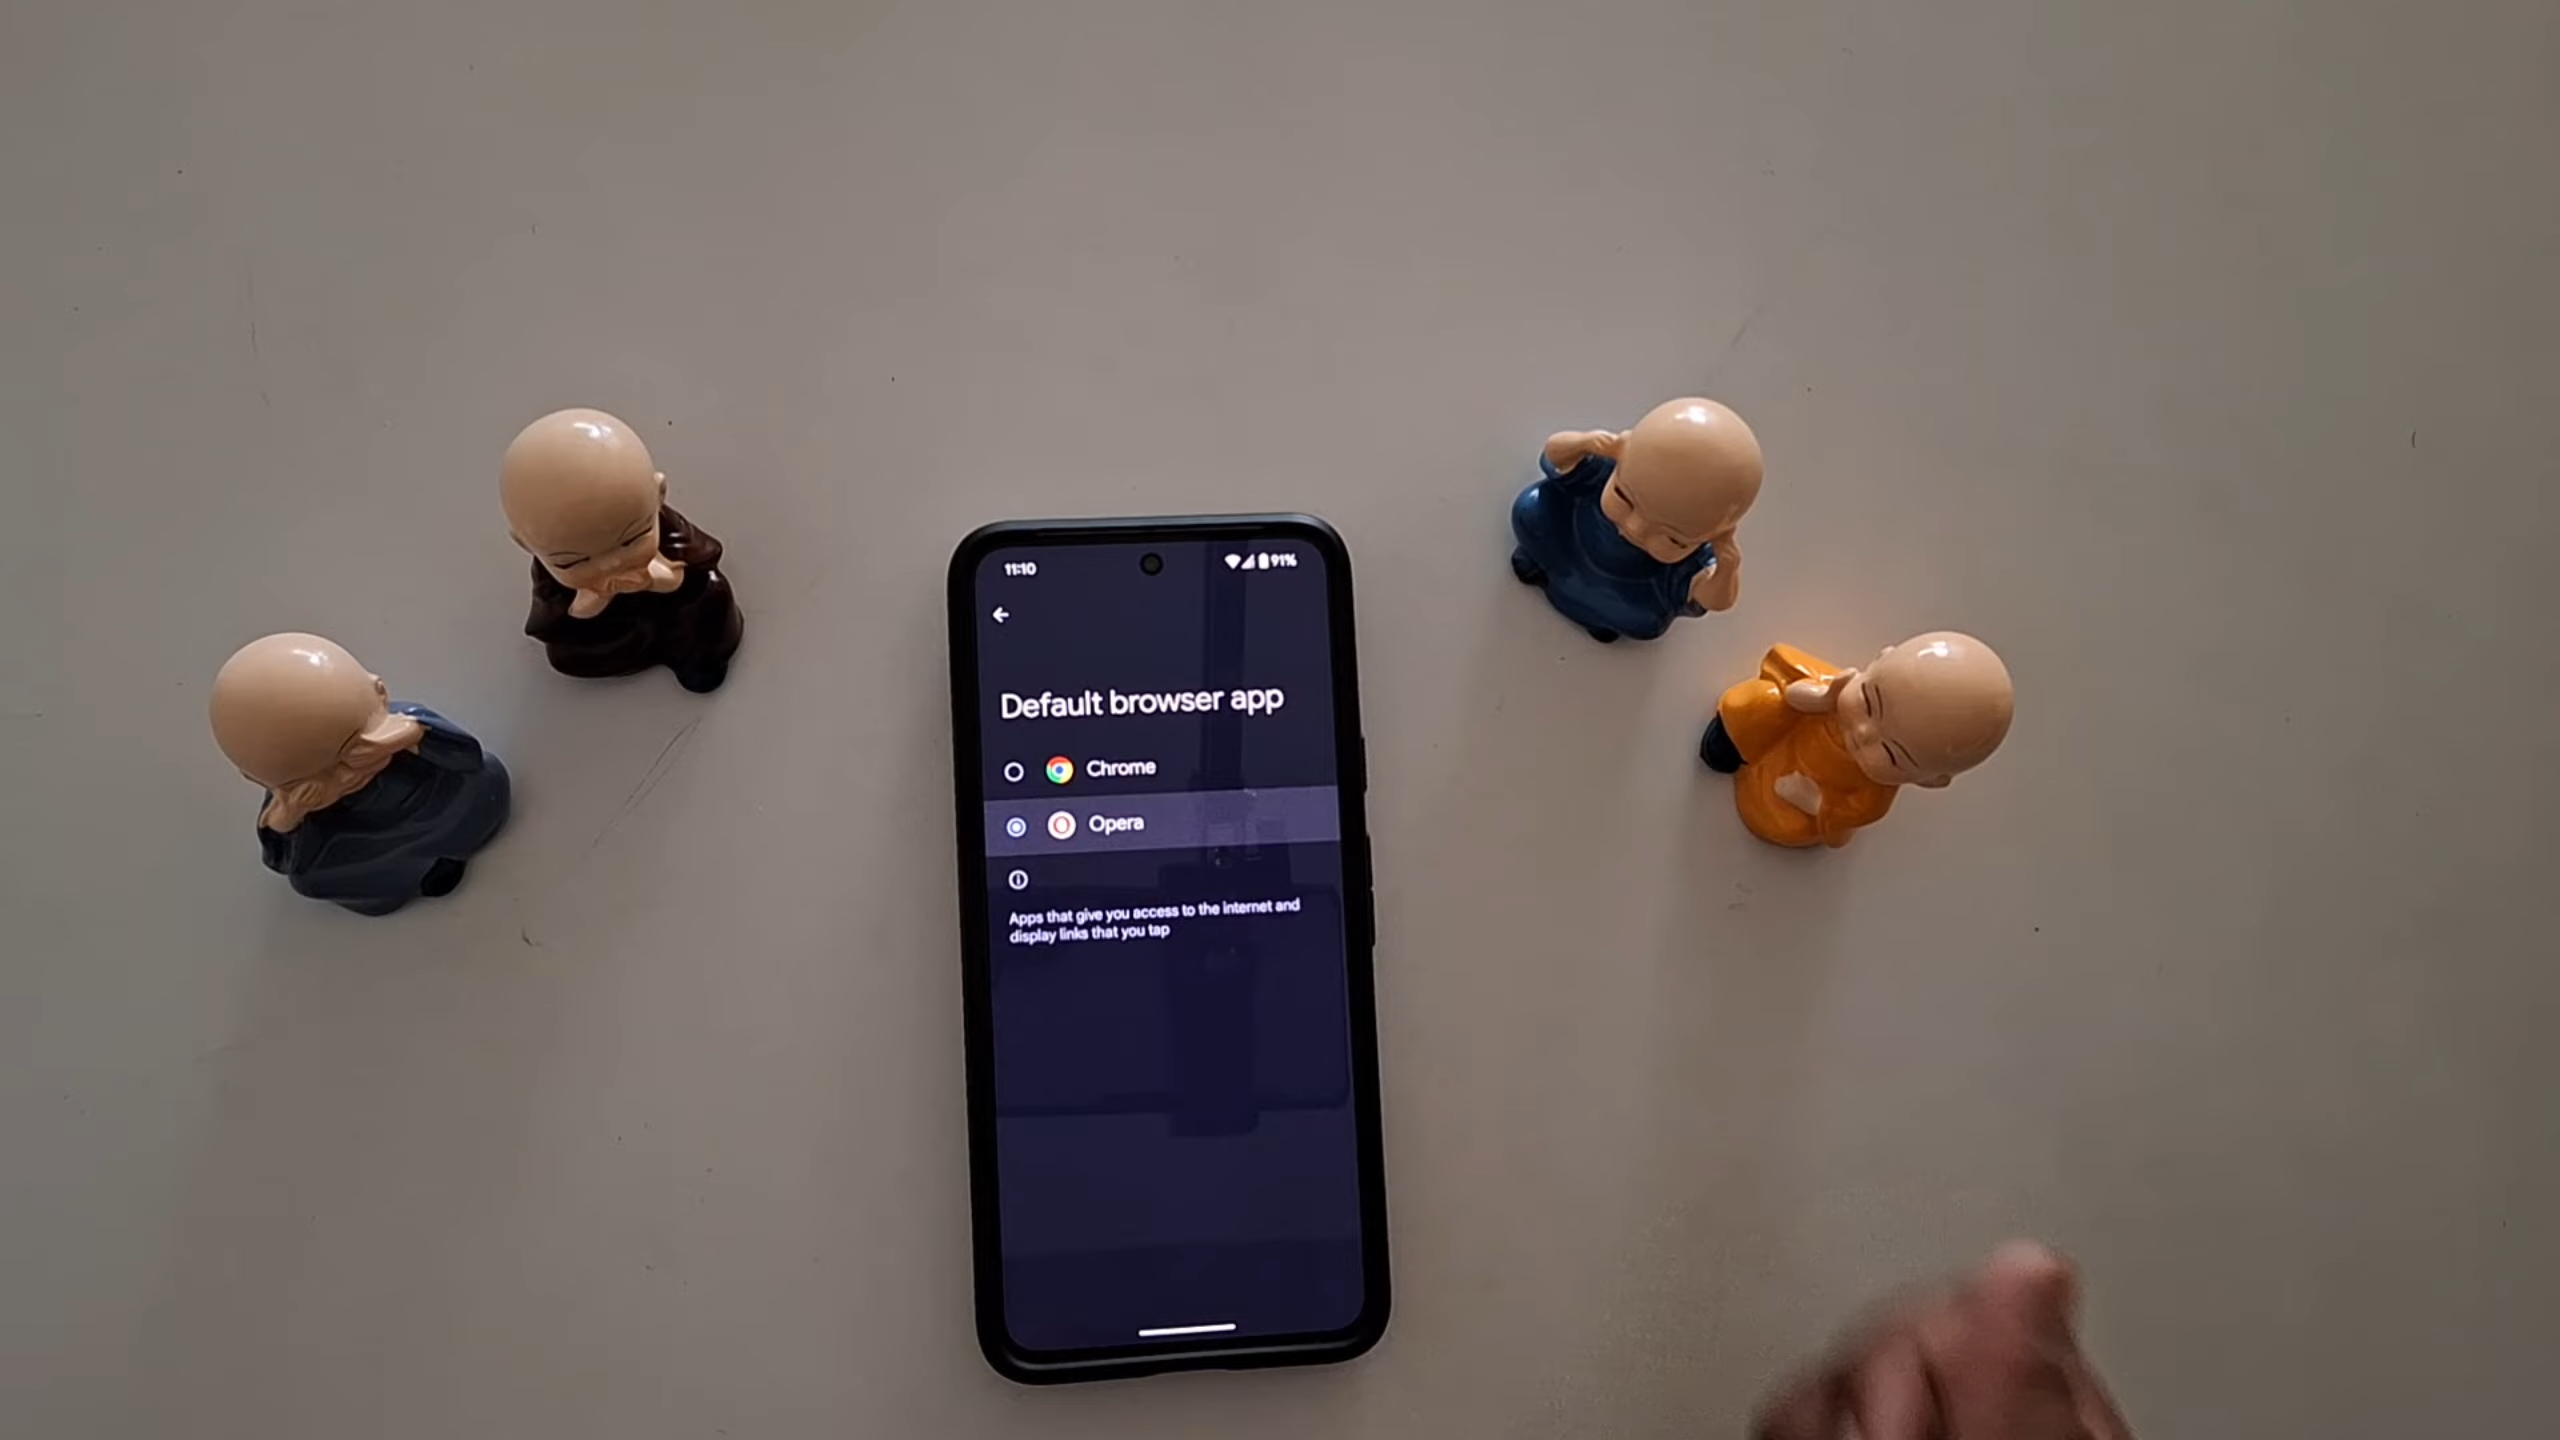 11:10
91%
Default browser app
Chrome
Opera
Apps that give you access to the internet and
display links that you tap